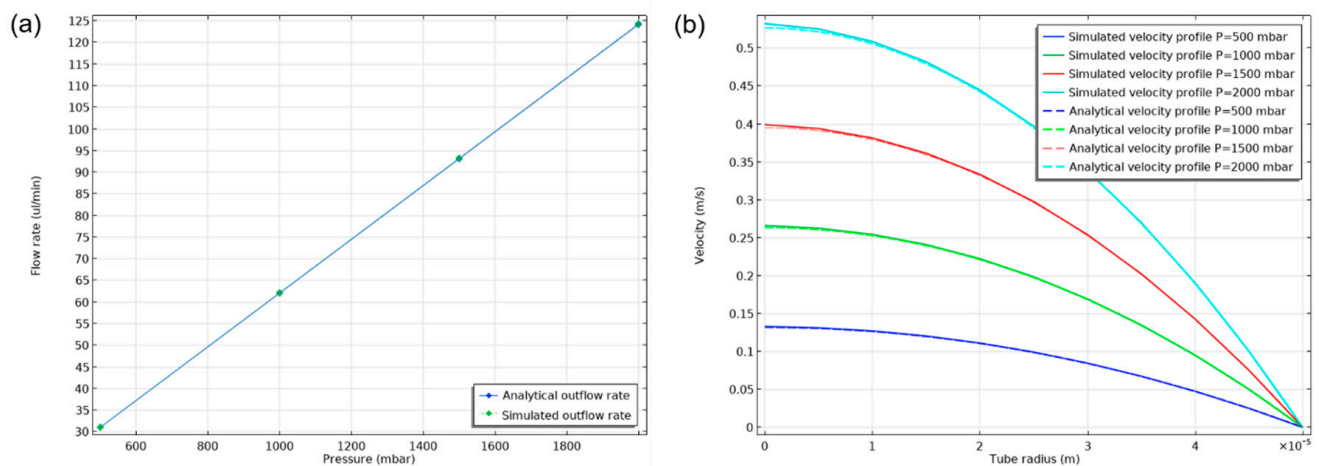 (a)
125
120
115
110
105
100
95
90
85
80
75
70
65
60
55
50
45
40
35
30
Flow rate (ul/min)
Analytical outflow rate
Simulated outflow rate
600
800
1000
1200
1400
1600
1800
Pressure (mbar)
(b)
0.5
0.45
0.4
0.35
0.3
0.25
0.2
0.15
0.1
0.05
0
Velocity (m/s)
Simulated velocity profile P=500 mbar
Simulated velocity profile P=1000 mbar
Simulated velocity profile P=1500 mbar
Simulated velocity profile P=2000 mbar
Analytical velocity profile P=500 mbar
Analytical velocity profile P=1000 mbar
Analytical velocity profile P=1500 mbar
Analytical velocity profile P=2000 mbar
0
1
2
3
4
×10⁻⁵
Tube radius (m)